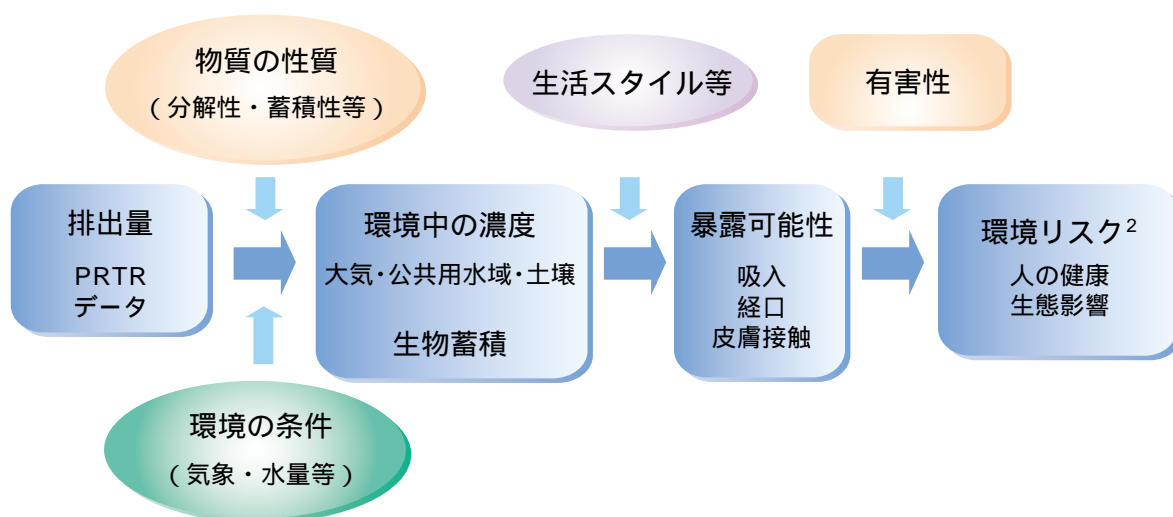 物質の性質
（分解性・蓄積性等）
生活スタイル等
有害性
排出量
PRTR
データ
環境中の濃度
大気・公共用水域・土壌
生物蓄積
暴露可能性
吸入
経口
皮膚接触
環境リスク²
人の健康
生態影響
環境の条件
（気象・水量等）